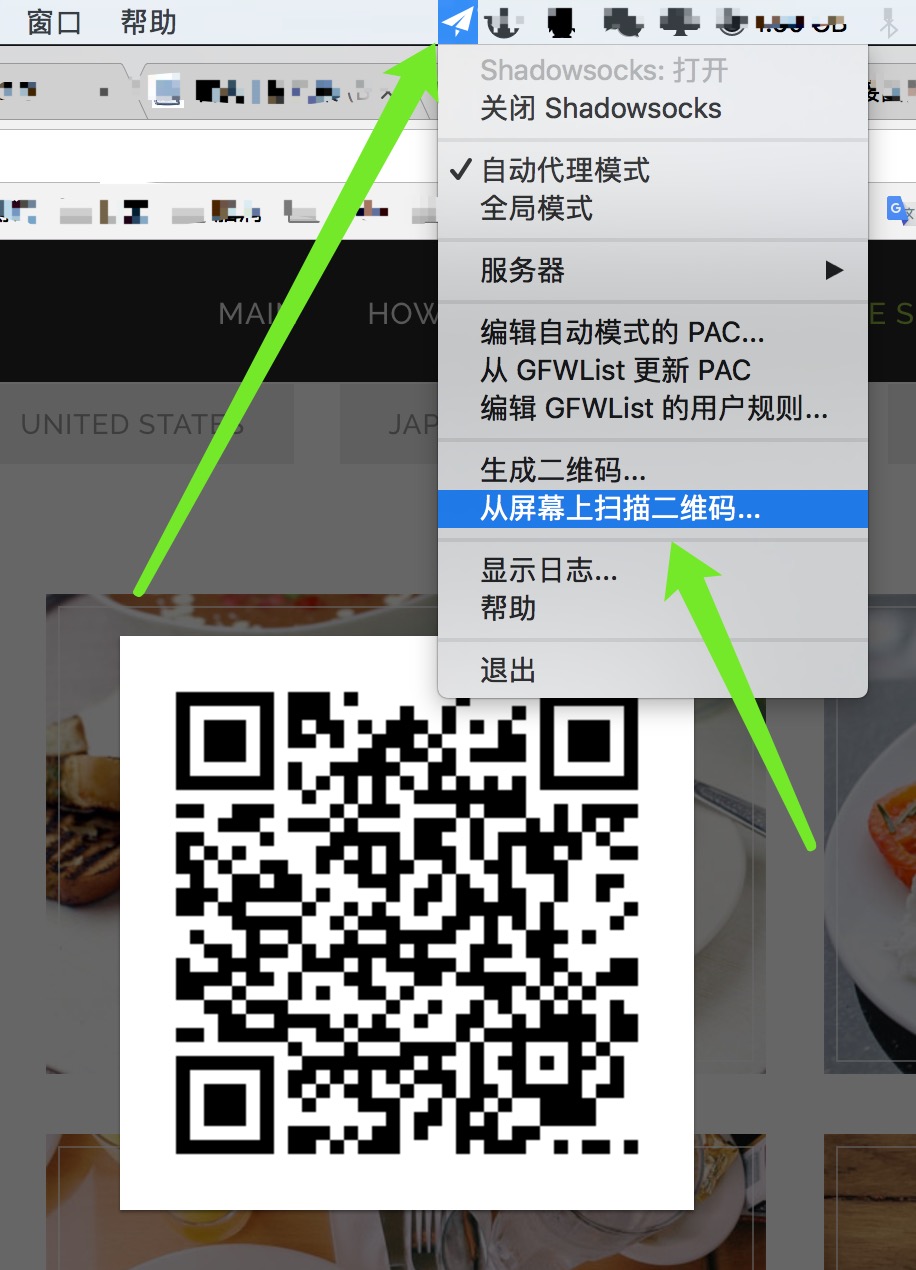 窗口 帮助
Shadowsocks: 打开
关闭 Shadowsocks
✓ 自动代理模式
全局模式
服务器 ▶
MAIN HOW
E S
编辑自动模式的 PAC...
从 GFWList 更新 PAC
编辑 GFWList 的用户规则...
UNITED STATES JAP
生成二维码...
从屏幕上扫描二维码...
显示日志...
帮助
退出